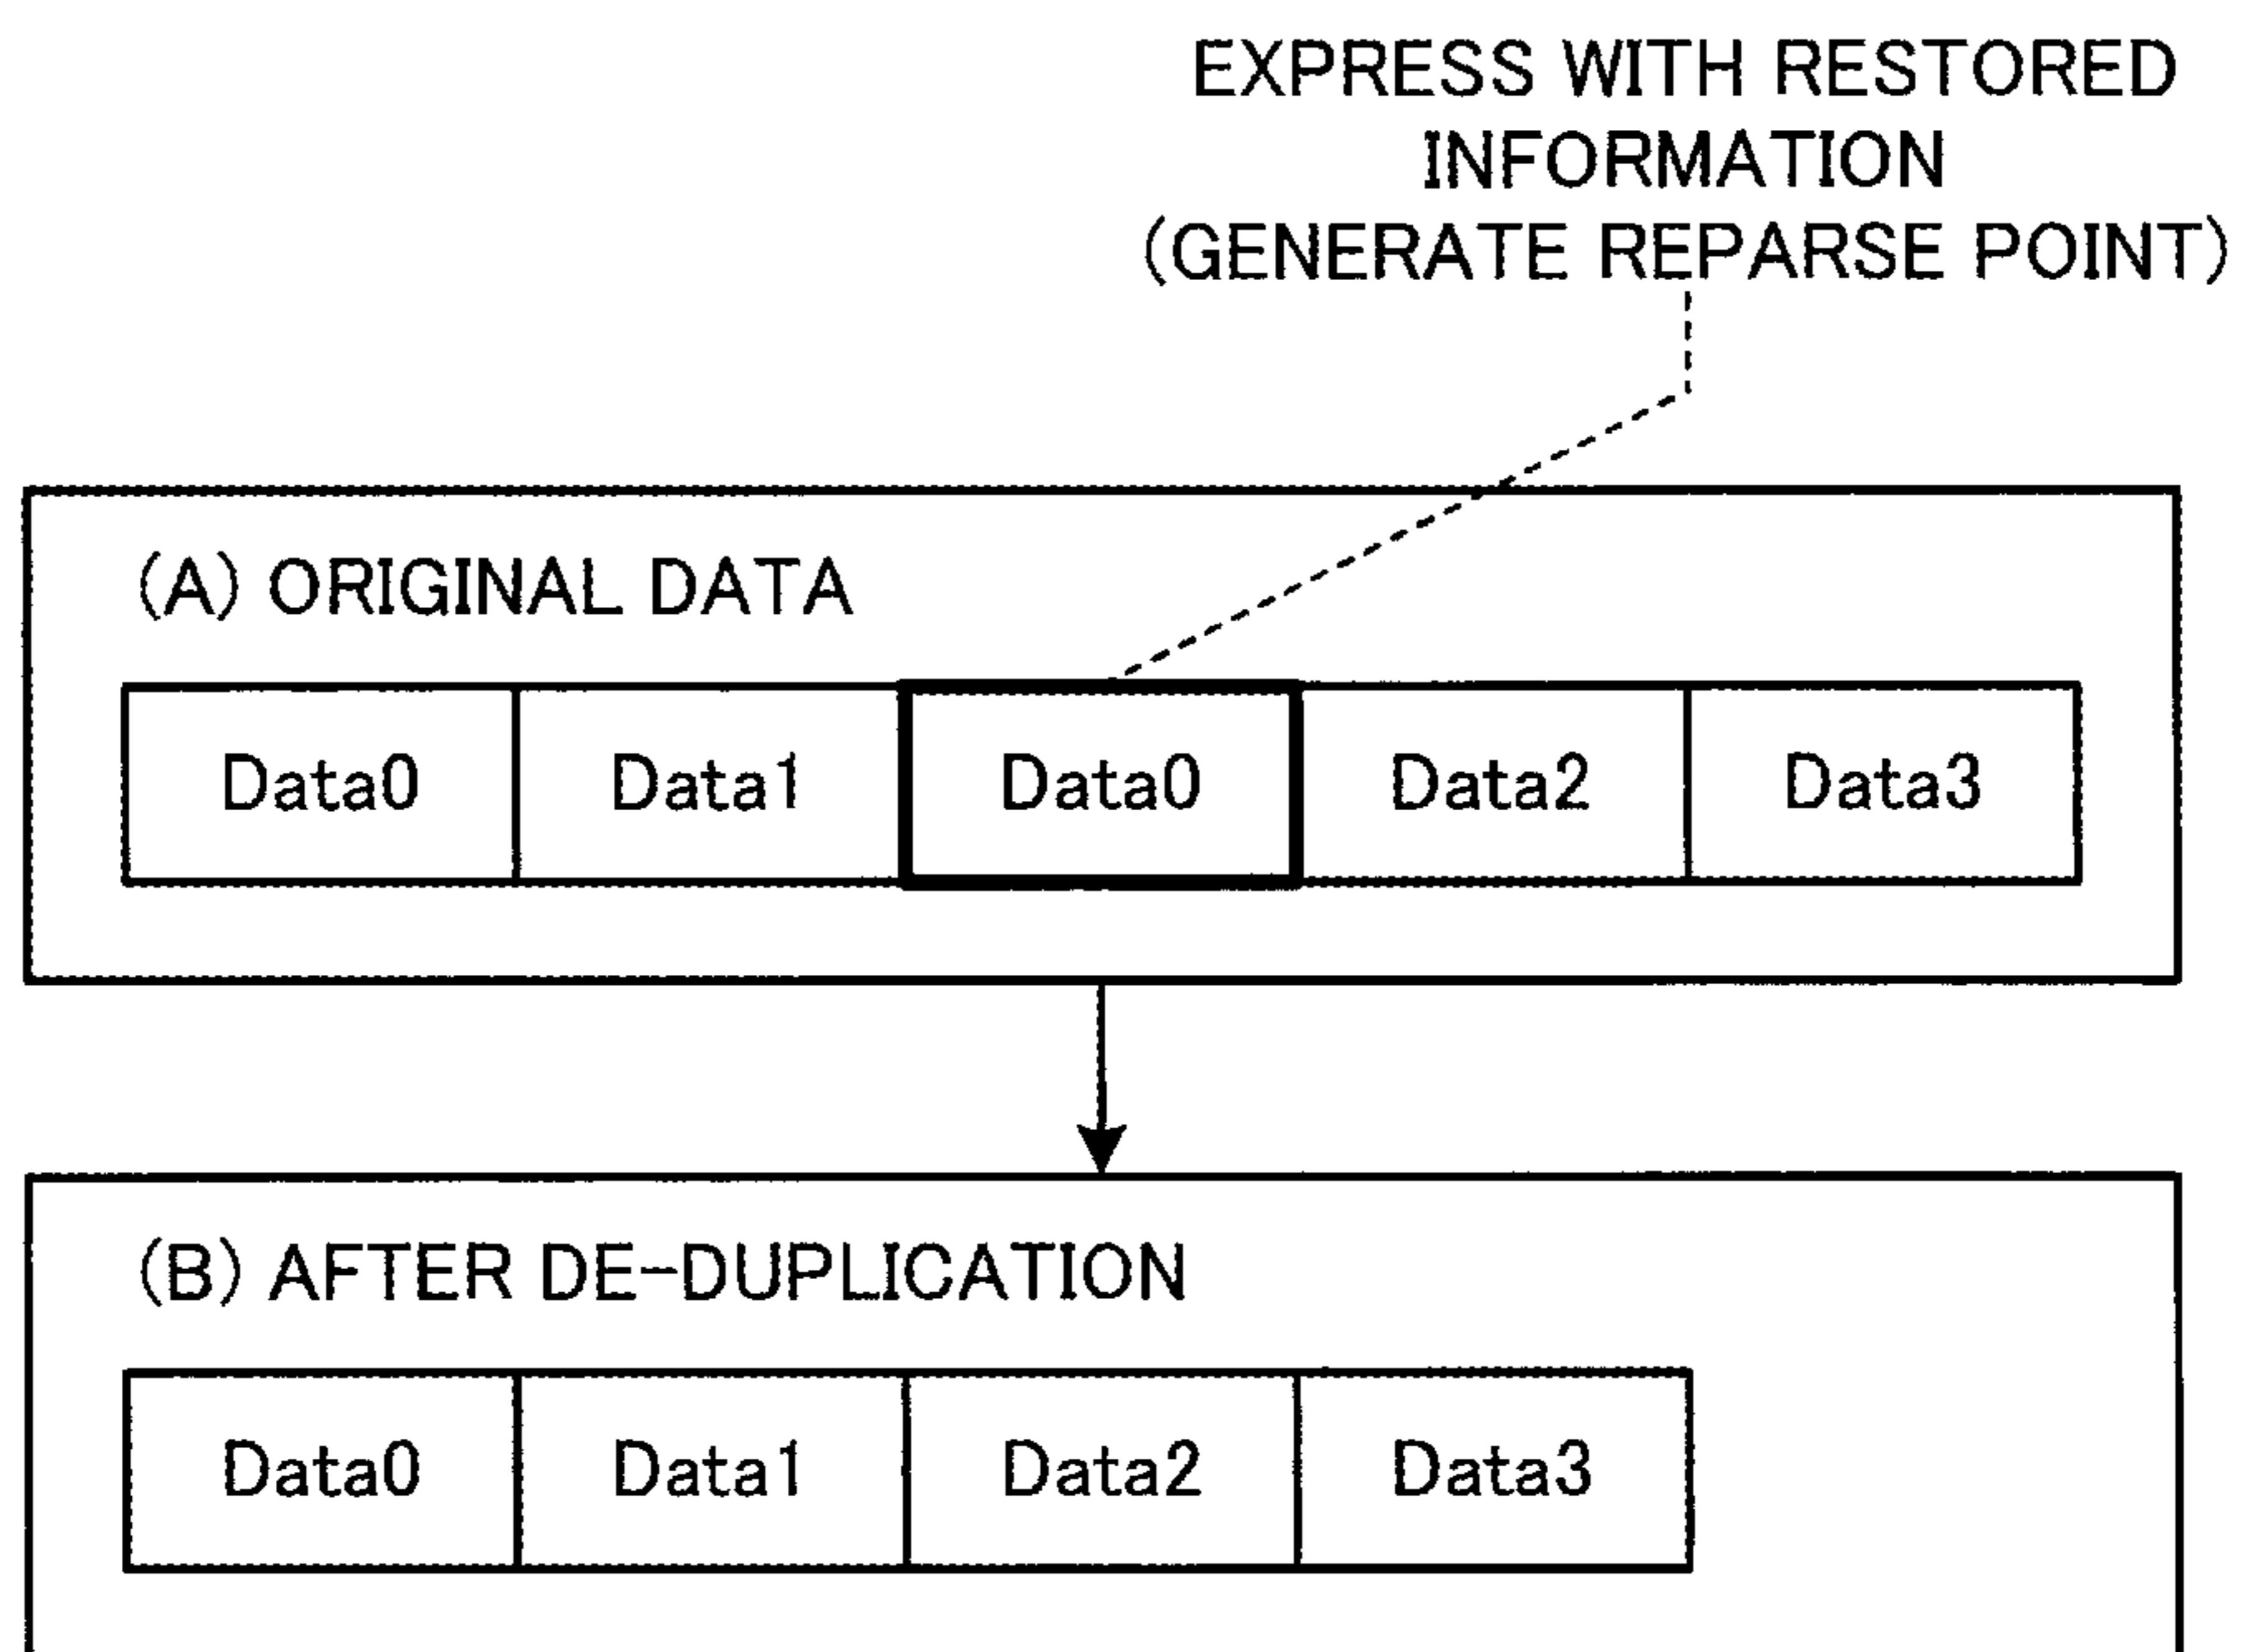 EXPRESS WITH RESTORED
INFORMATION
(GENERATE REPARSE POINT)
(A) ORIGINAL DATA
Data0 Data1 Data0 Data2 Data3
(B) AFTER DE-DUPLICATION
Data0 Data1 Data2 Data3